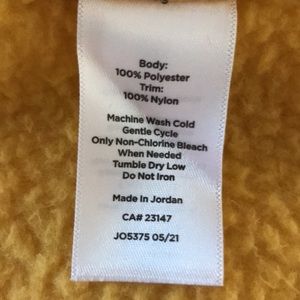 Body:
100% Polyester
Trim:
100% Nylon
Machine Wash Cold
Gentle Cycle
Only Non-Chlorine Bleach
When Needed
Tumble Dry Low
Do Not Iron
Made In Jordan
CA# 23147
JO5375 05/21